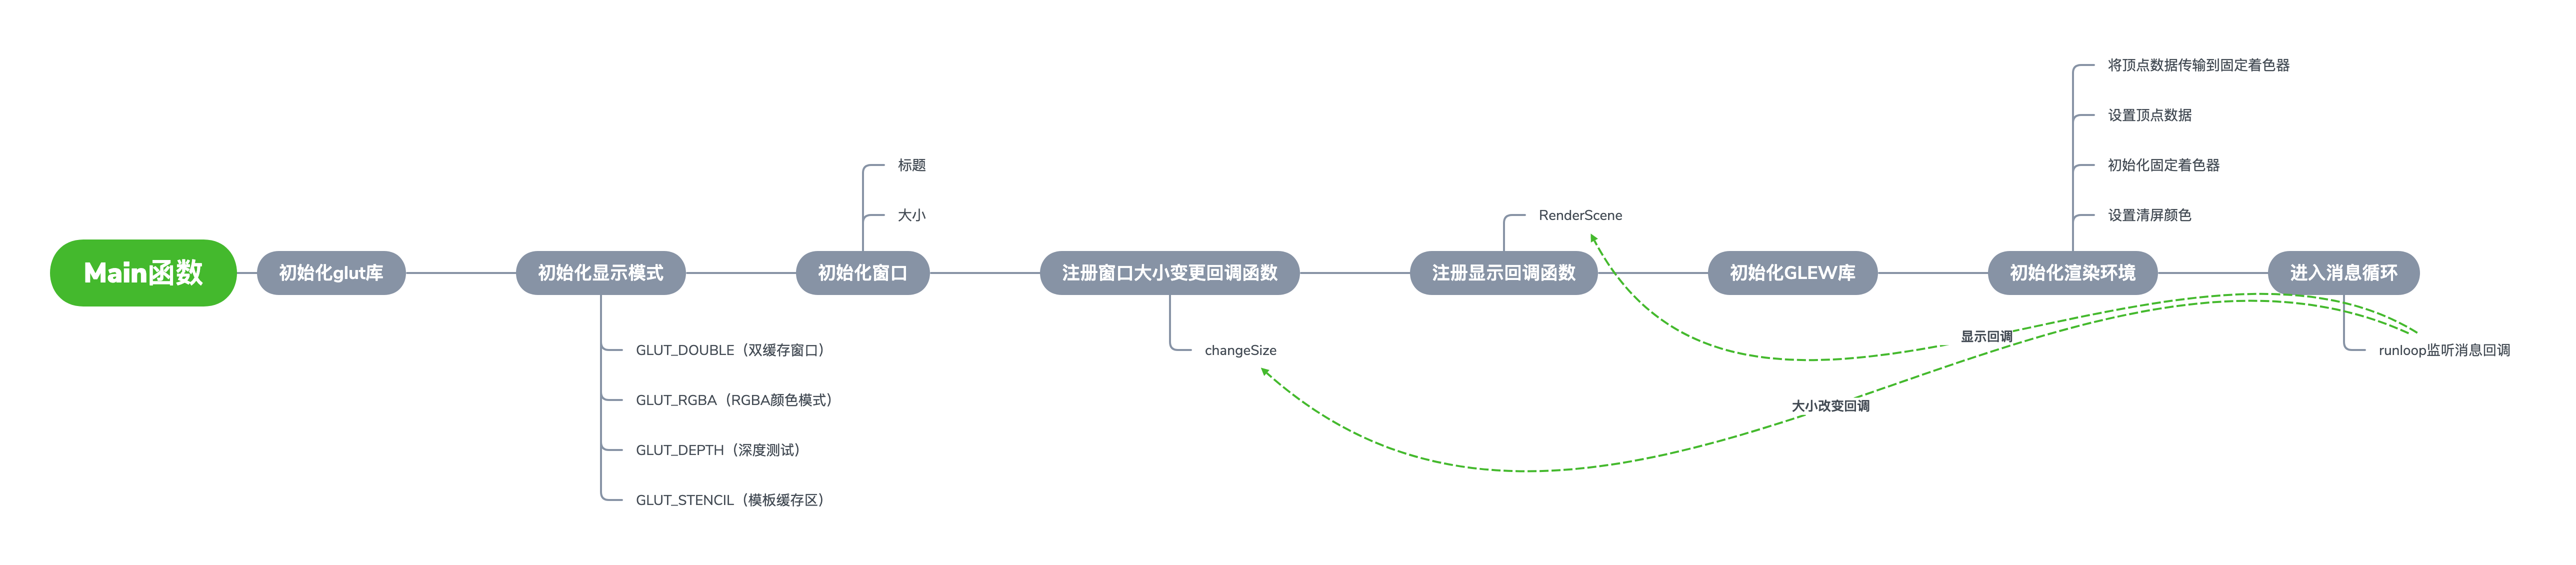 Main函数
初始化glut库
初始化显示模式
GLUT_DOUBLE（双缓存窗口）
GLUT_RGBA（RGBA颜色模式）
GLUT_DEPTH（深度测试）
GLUT_STENCIL（模板缓存区）
初始化窗口
标题
大小
注册窗口大小变更回调函数
changeSize
注册显示回调函数
RenderScene
初始化GLEW库
初始化渲染环境
将顶点数据传输到固定着色器
设置顶点数据
初始化固定着色器
设置清屏颜色
进入消息循环
runloop监听消息回调
显示回调
大小改变回调